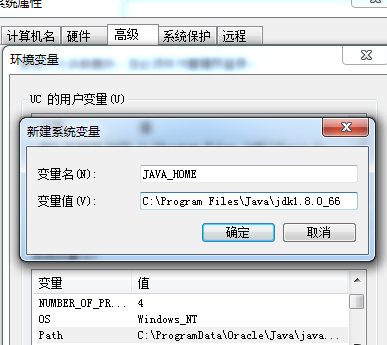 系统属性
计算机名 硬件 高级 系统保护 远程
环境变量
UC 的用户变量(U)
新建系统变量
变量名(N): JAVA_HOME
变量值(V): C:\Program Files\Java\jdk1.8.0_66
确定 取消
变量 值
NUMBER_OF_PR... 4
OS Windows_NT
Path C:\ProgramData\Oracle\Java\java...